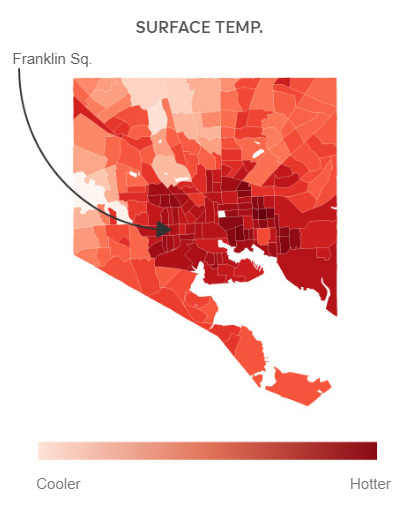 SURFACE TEMP.
Franklin Sq.
Cooler
Hotter